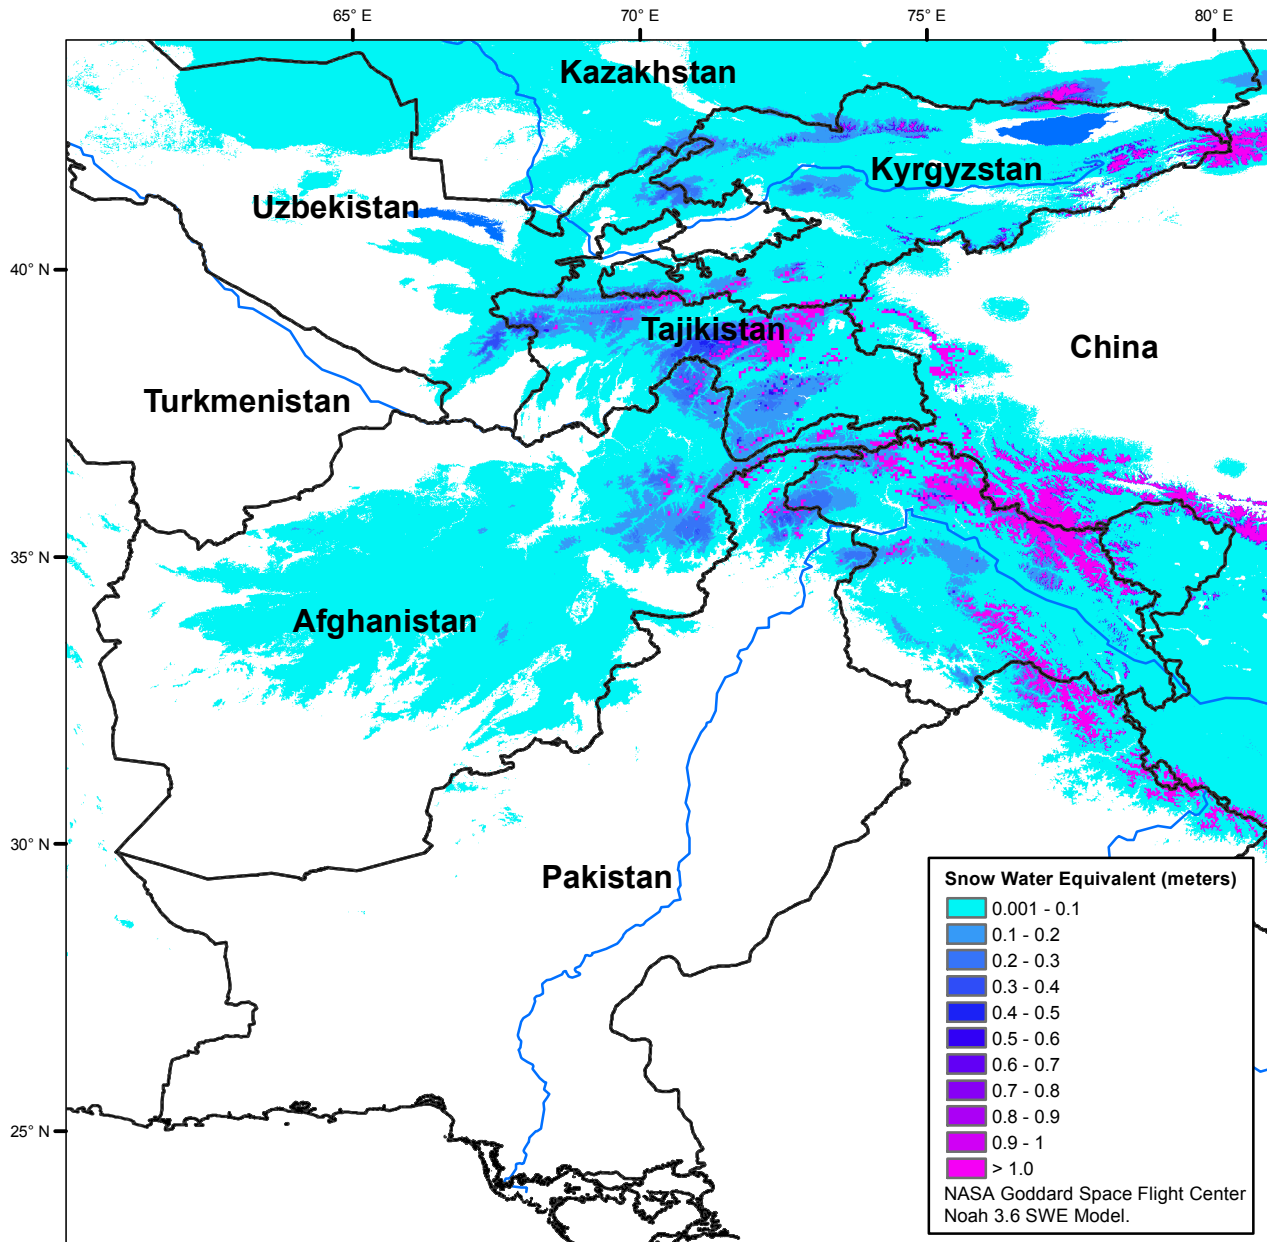 65° E
70° E
75° E
80° E
Kazakhstan
Kyrgyzstan
Uzbekistan
40° N
Tajikistan
China
Turkmenistan
35° N
Afghanistan
30° N
Pakistan
25° N
Snow Water Equivalent (meters)
0.001 - 0.1
0.1 - 0.2
0.2 - 0.3
0.3 - 0.4
0.4 - 0.5
0.5 - 0.6
0.6 - 0.7
0.7 - 0.8
0.8 - 0.9
0.9 - 1
> 1.0
NASA Goddard Space Flight Center
Noah 3.6 SWE Model.